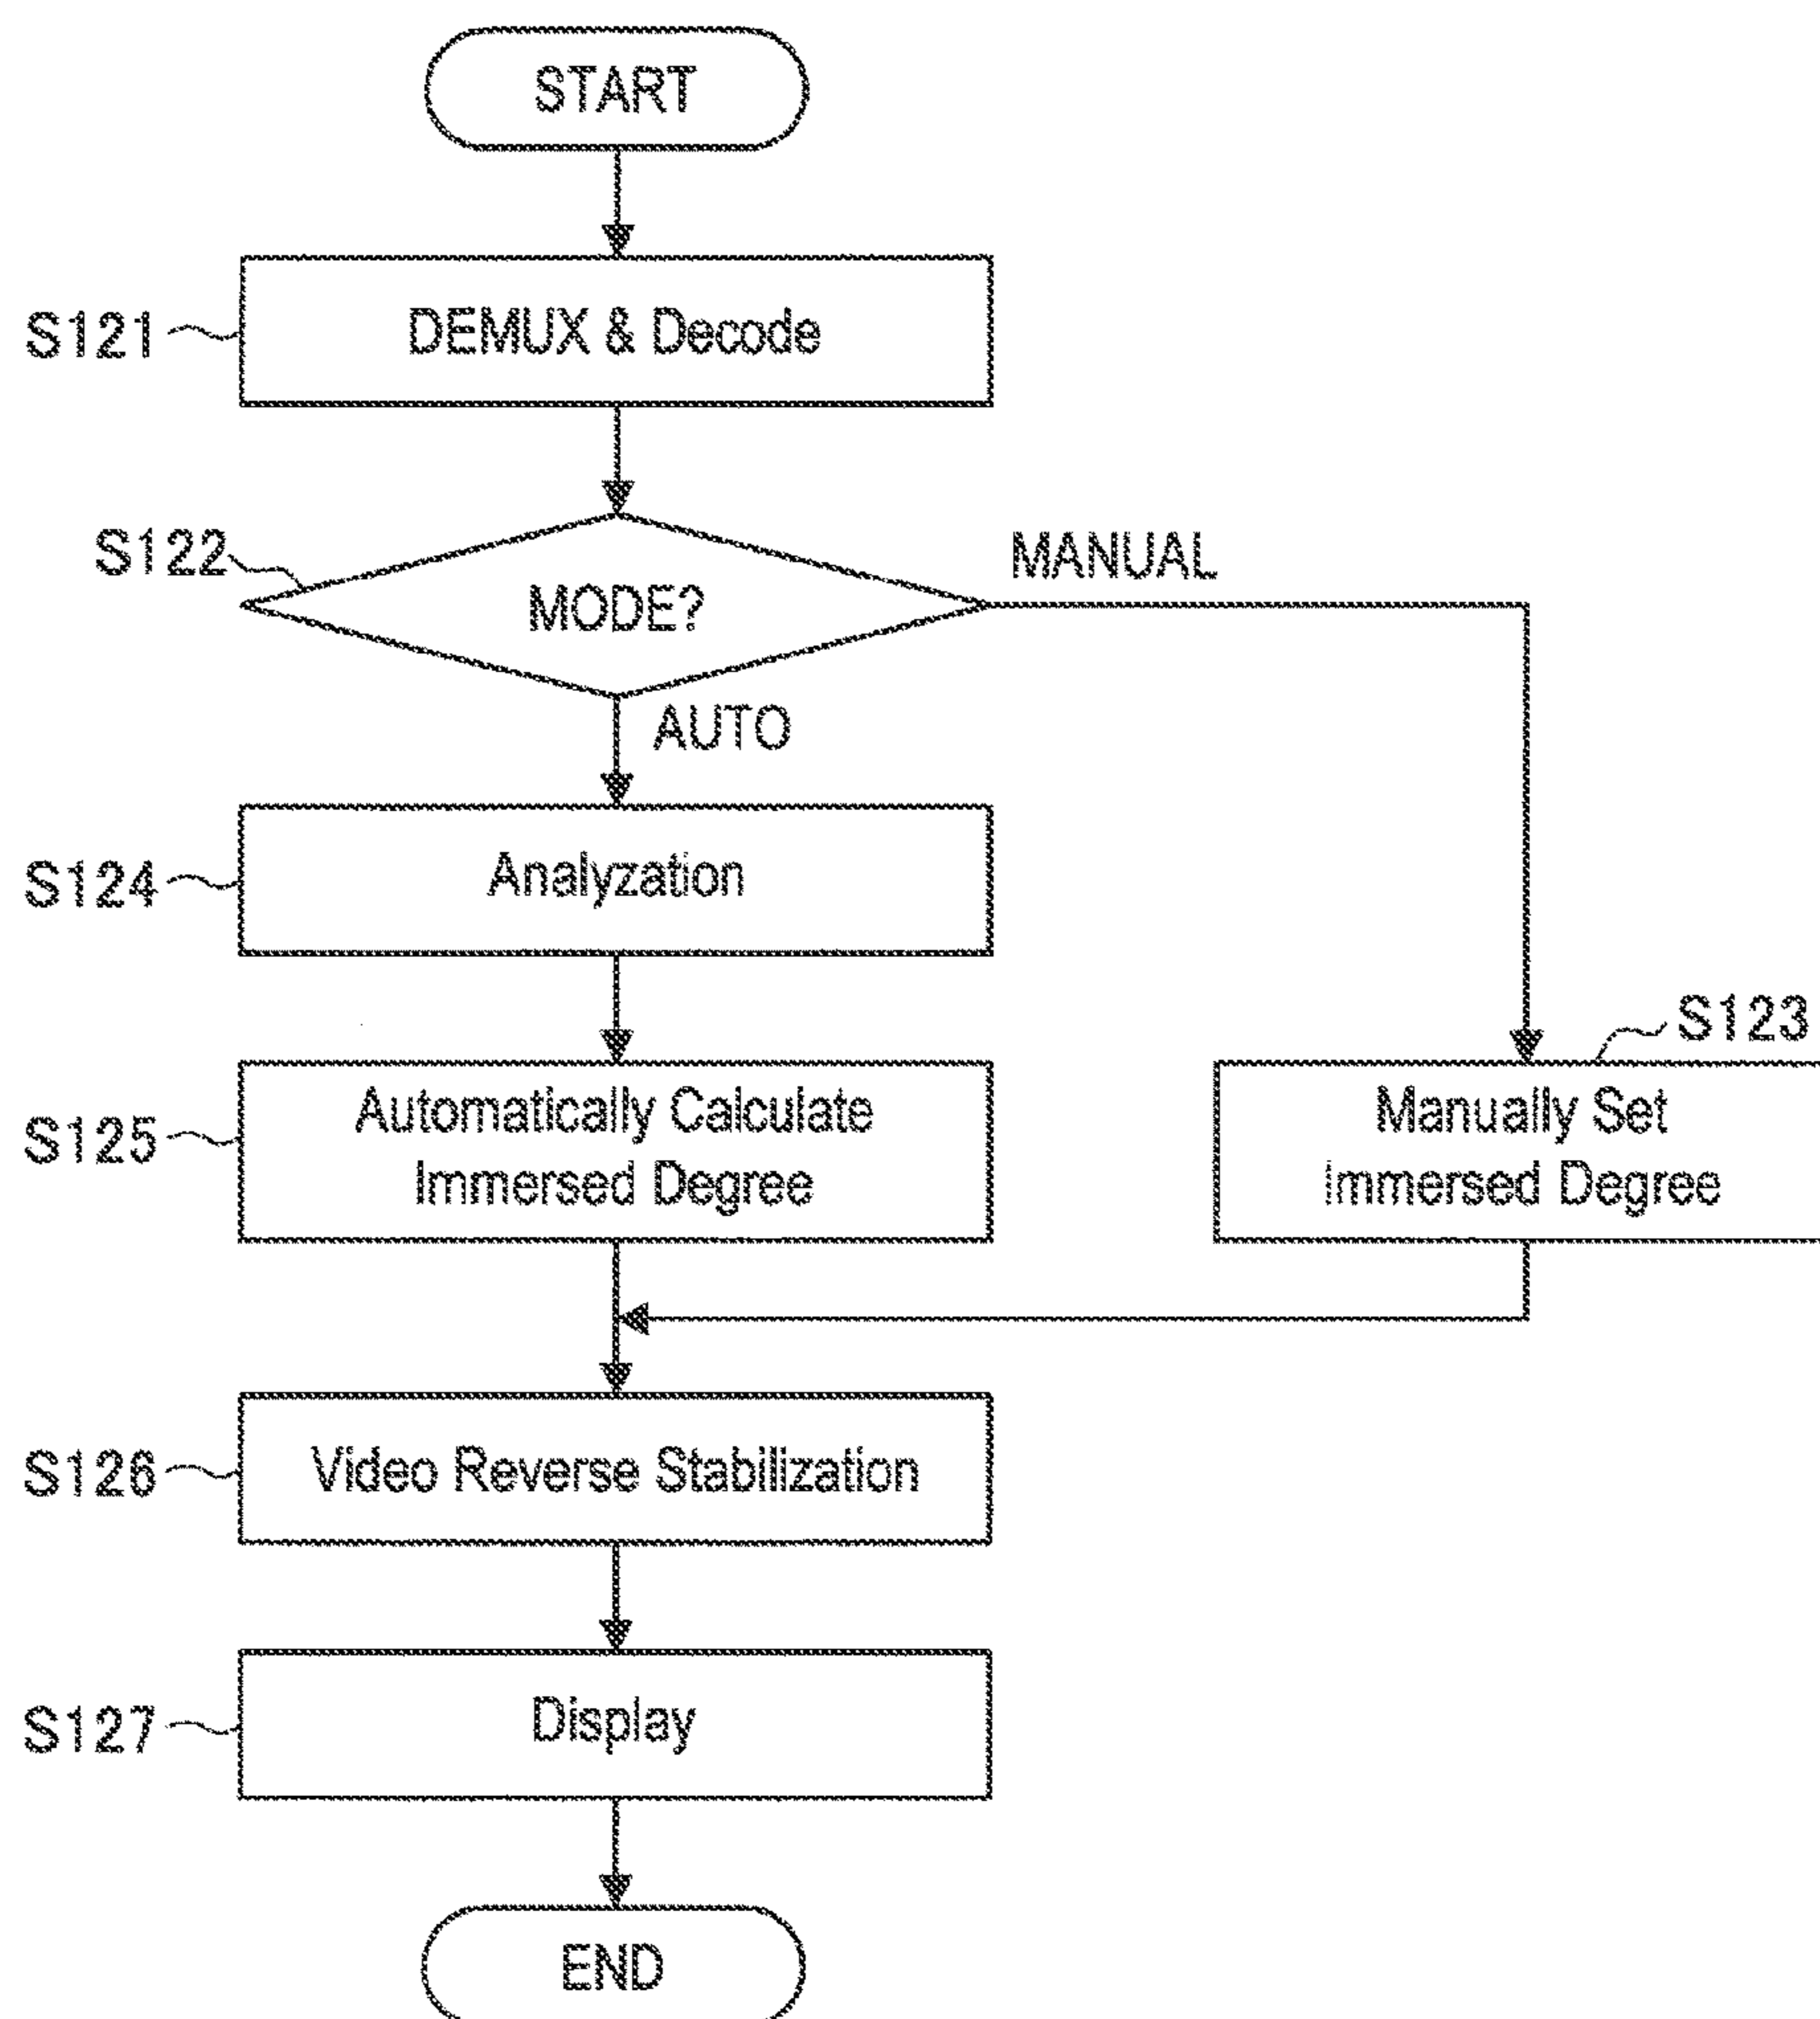 START
S121
DEMUX & Decode
S122
MODE?
MANUAL
AUTO
S124
Analyzation
S125
Automatically Calculate
Immersed Degree
S123
Manually Set
Immersed Degree
S126
Video Reverse Stabilization
S127
Display
END